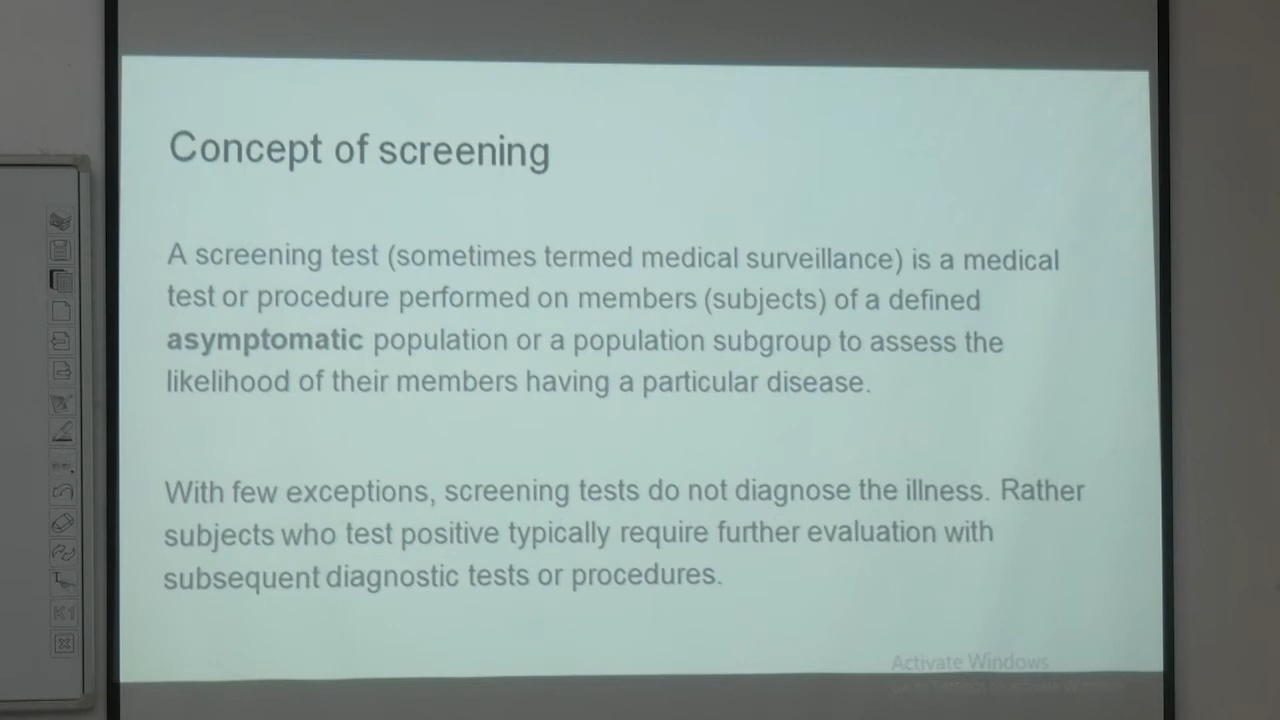 Concept of screening
A screening test (sometimes termed medical surveillance) is a medical
test or procedure performed on members (subjects) of a defined
asymptomatic population or a population subgroup to assess the
likelihood of their members having a particular disease.
With few exceptions, screening tests do not diagnose the illness. Rather
subjects who test positive typically require further evaluation with
subsequent diagnostic tests or procedures.
Activate Windows
K1